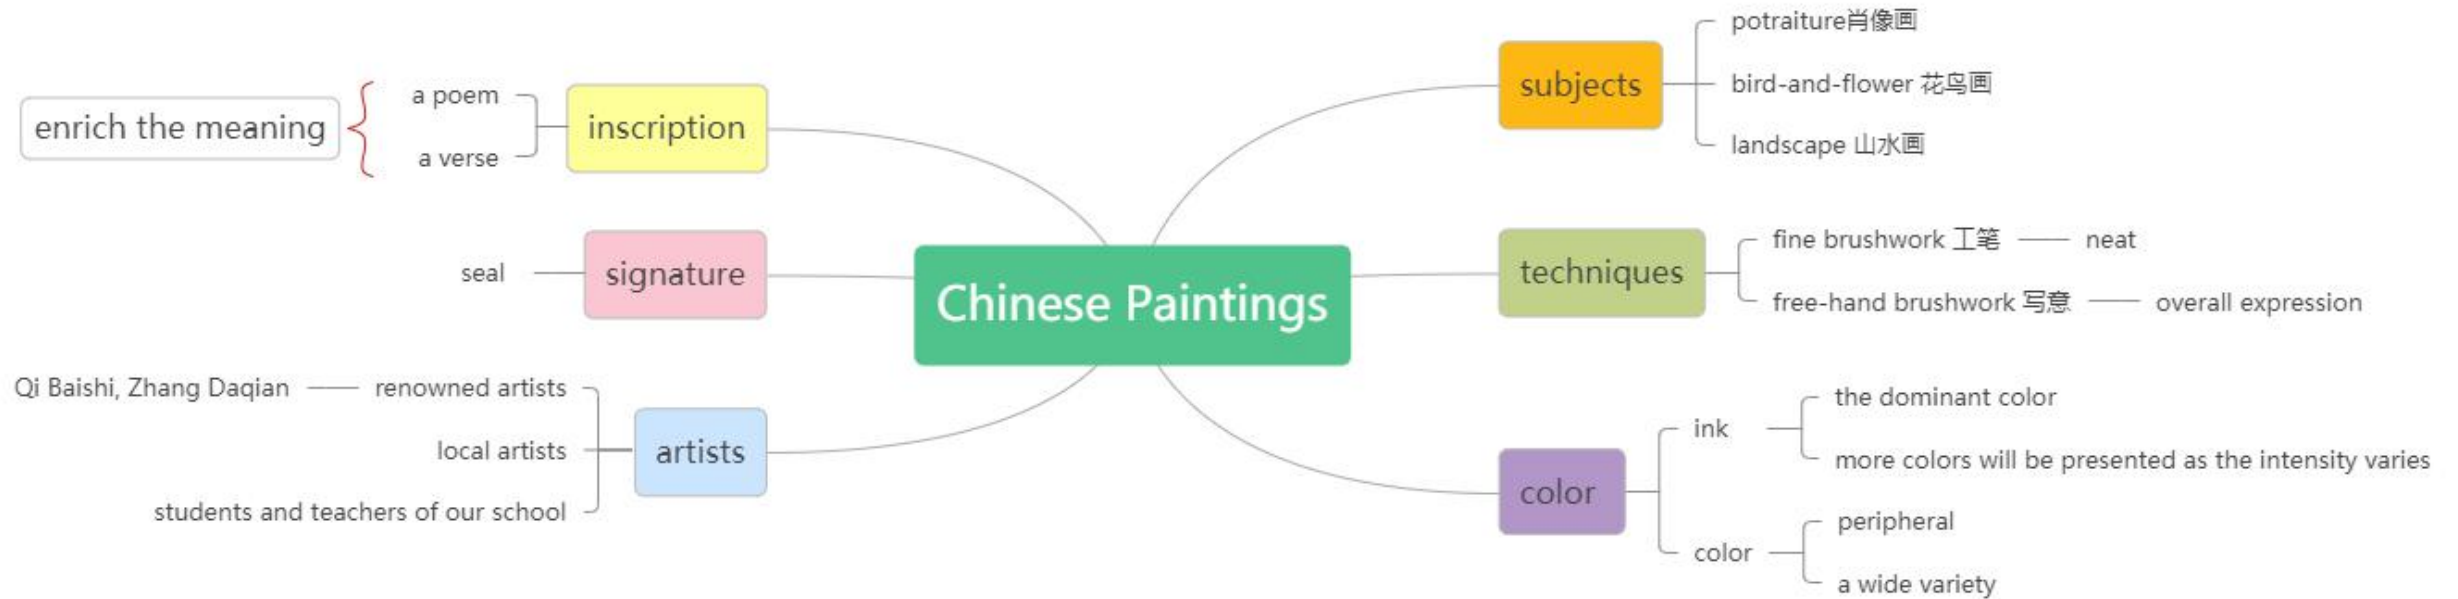 Chinese Paintings
inscription
a poem
a verse
enrich the meaning
signature
seal
artists
renowned artists
Qi Baishi, Zhang Daqian
local artists
students and teachers of our school
subjects
potraiture肖像画
bird-and-flower 花鸟画
landscape 山水画
techniques
fine brushwork 工笔
neat
free-hand brushwork 写意
overall expression
color
ink
the dominant color
more colors will be presented as the intensity varies
color
peripheral
a wide variety